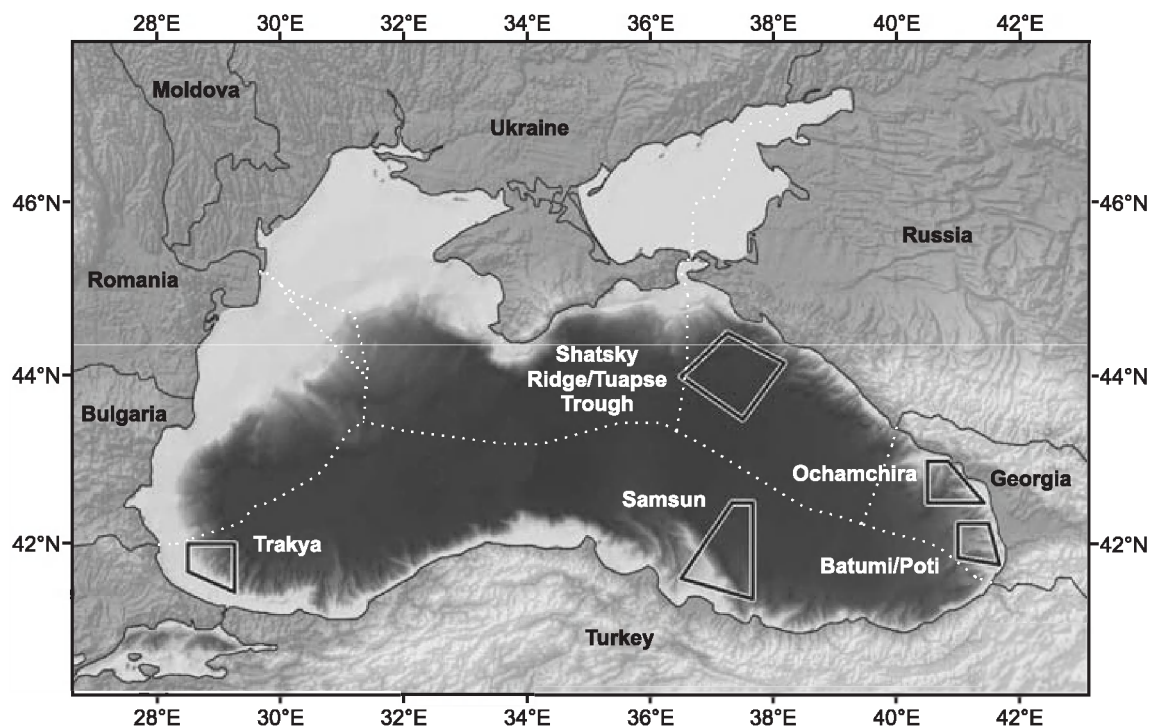 28°E 30°E 32°E 34°E 36°E 38°E 40°E 42°E
Moldova
Ukraine
46°N
46°N
Russia
Romania
Shatsky
Ridge/Tuapse
Trough
44°N
44°N
Bulgaria
Ochamchira
Georgia
Samsun
Trakya
42°N
42°N
Batumi/Poti
Turkey
28°E 30°E 32°E 34°E 36°E 38°E 40°E 42°E